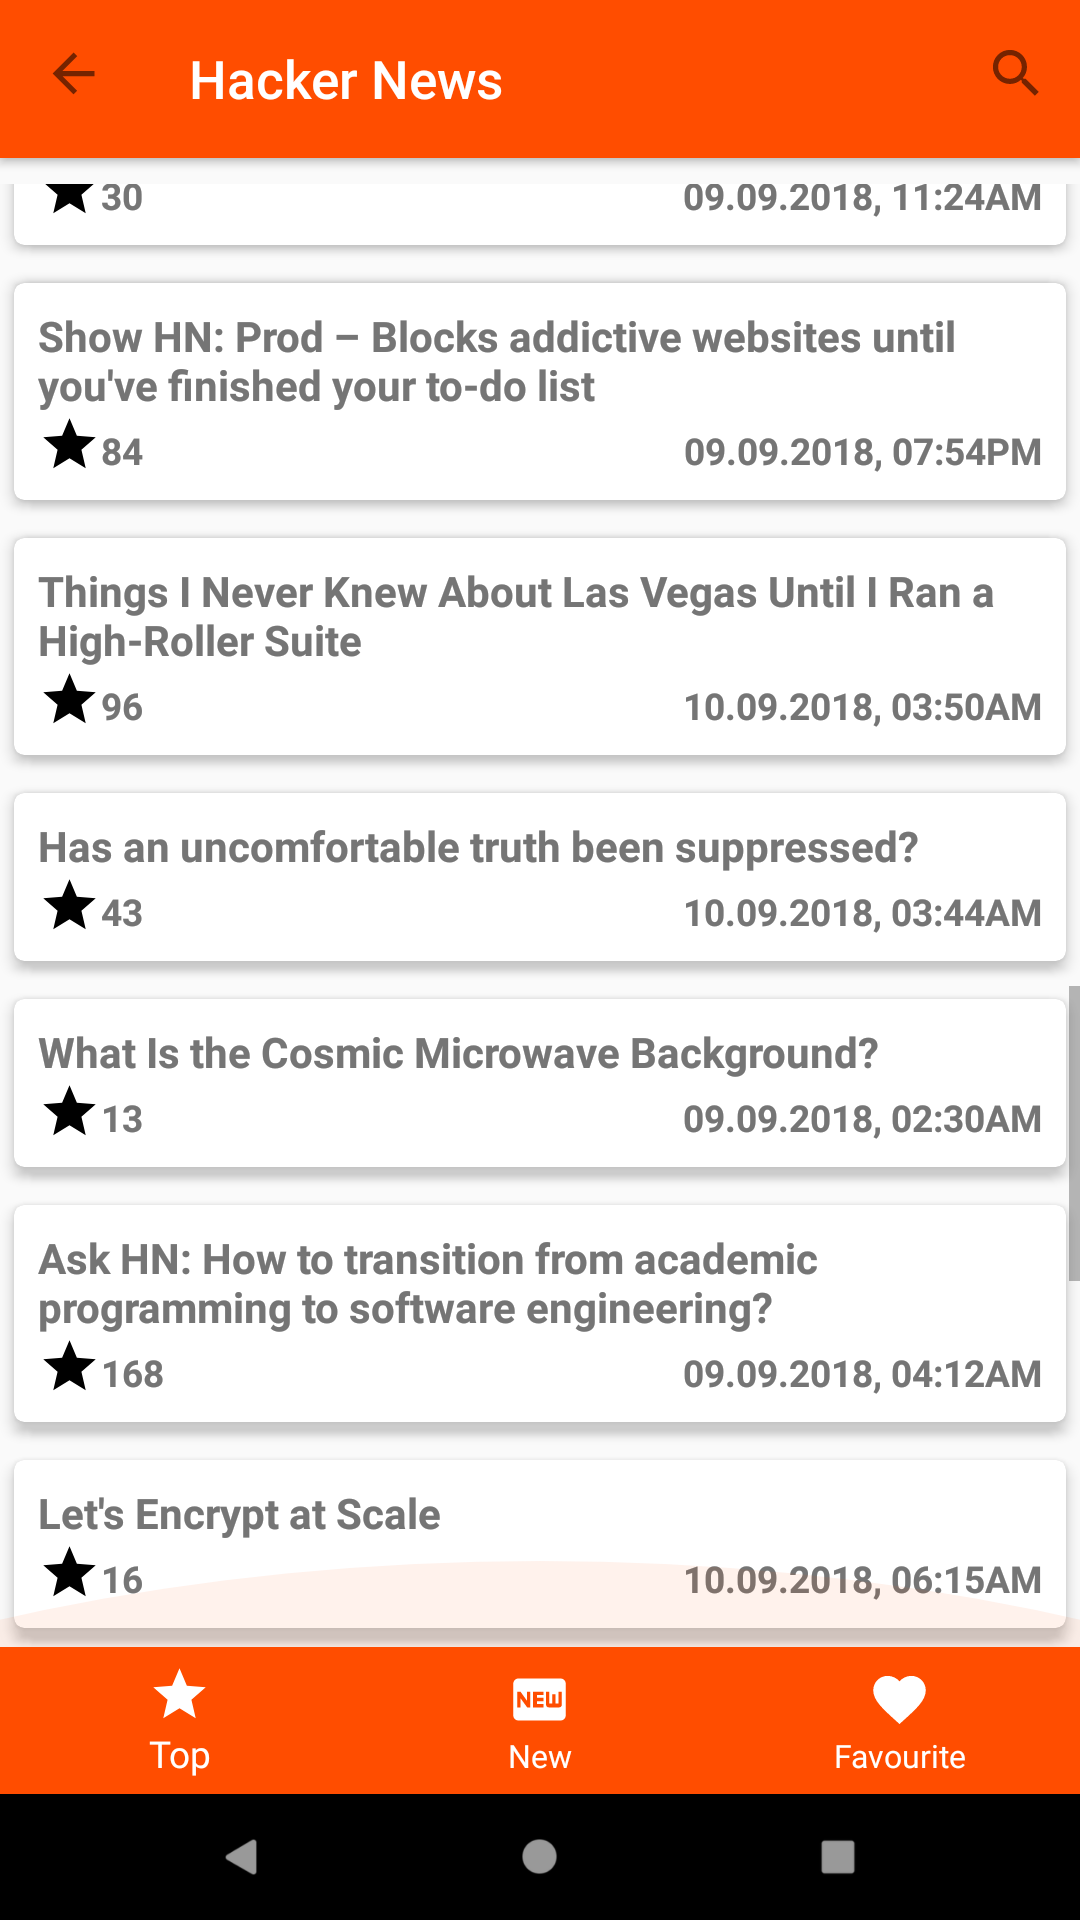 Hacker News
30 09.09.2018, 11:24AM
Show HN: Prod – Blocks addictive websites until
you've finished your to-do list
84 09.09.2018, 07:54PM
Things I Never Knew About Las Vegas Until I Ran a
High-Roller Suite
96 10.09.2018, 03:50AM
Has an uncomfortable truth been suppressed?
43 10.09.2018, 03:44AM
What Is the Cosmic Microwave Background?
13 09.09.2018, 02:30AM
Ask HN: How to transition from academic
programming to software engineering?
168 09.09.2018, 04:12AM
Let's Encrypt at Scale
16 10.09.2018, 06:15AM
NEW
Top New Favourite